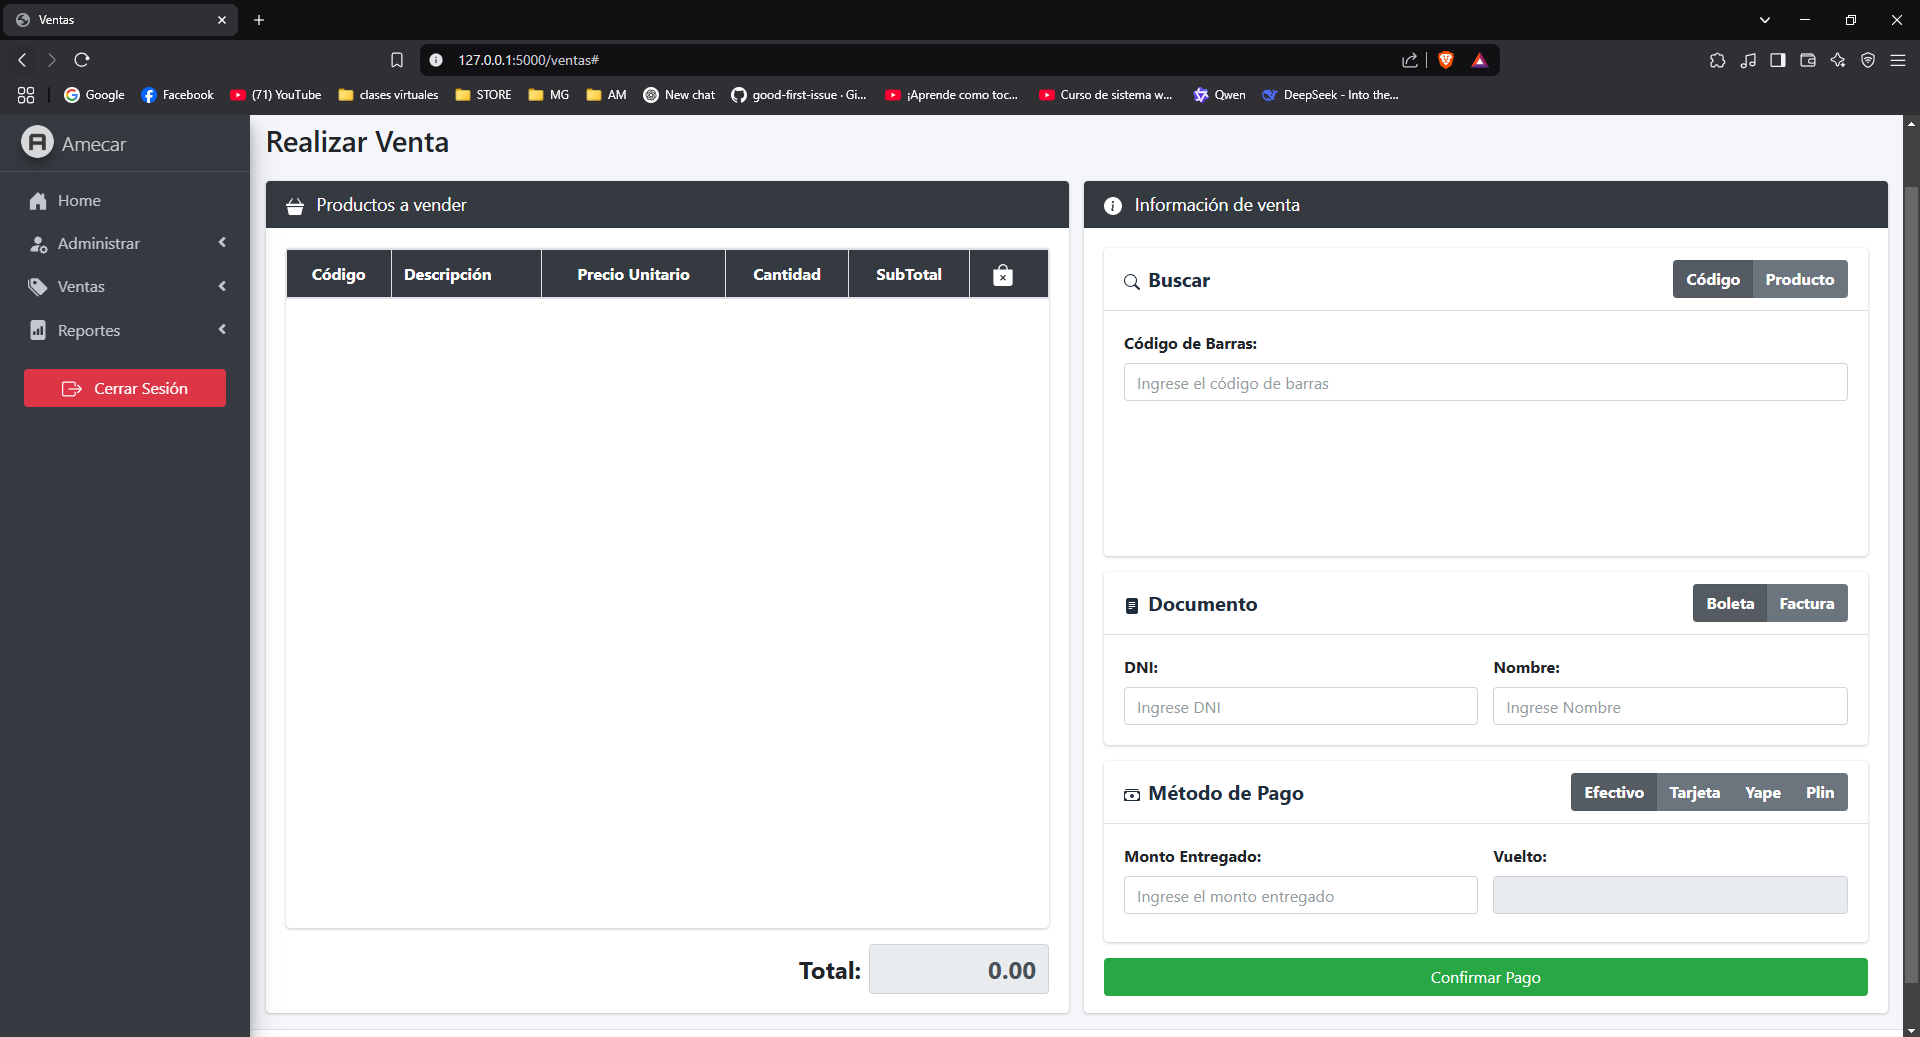 Ventas
127.0.0.1:5000/ventas#
Google
Facebook
(71) YouTube
clases virtuales
STORE
MG
AM
New chat
good-first-issue · Gi...
¡Aprende como toc...
Curso de sistema w...
Qwen
DeepSeek - Into the...
Amecar
Home
Administrar
Ventas
Reportes
Cerrar Sesión
Realizar Venta
Productos a vender
Código
Descripción
Precio Unitario
Cantidad
SubTotal
Total:
0.00
Información de venta
Buscar
Código
Producto
Código de Barras:
Ingrese el código de barras
Documento
Boleta
Factura
DNI:
Nombre:
Ingrese DNI
Ingrese Nombre
Método de Pago
Efectivo
Tarjeta
Yape
Plin
Monto Entregado:
Vuelto:
Ingrese el monto entregado
Confirmar Pago